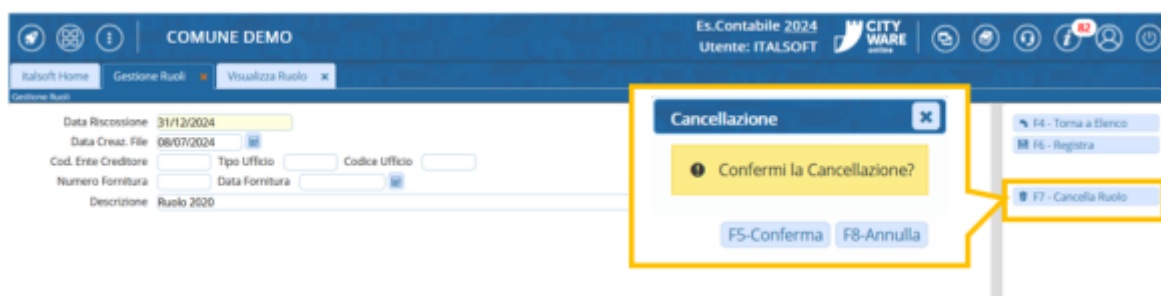 COMUNE DEMO
Es.Contabile 2024
Utente: ITALSOFT
CITY
WARE
online
82
Italsoft Home
Gestione Ruoli
Visualizza Ruolo
Gestione Ruoli
Data Riscossione 31/12/2024
Data Creaz. File 08/07/2024
Cod. Ente Creditore Tipo Ufficio Codice Ufficio
Numero Fornitura Data Fornitura
Descrizione Ruolo 2020
Cancellazione
Confermi la Cancellazione?
F5-Conferma F8-Annulla
F4 - Torna a Elenco
F6 - Registra
F7 - Cancella Ruolo